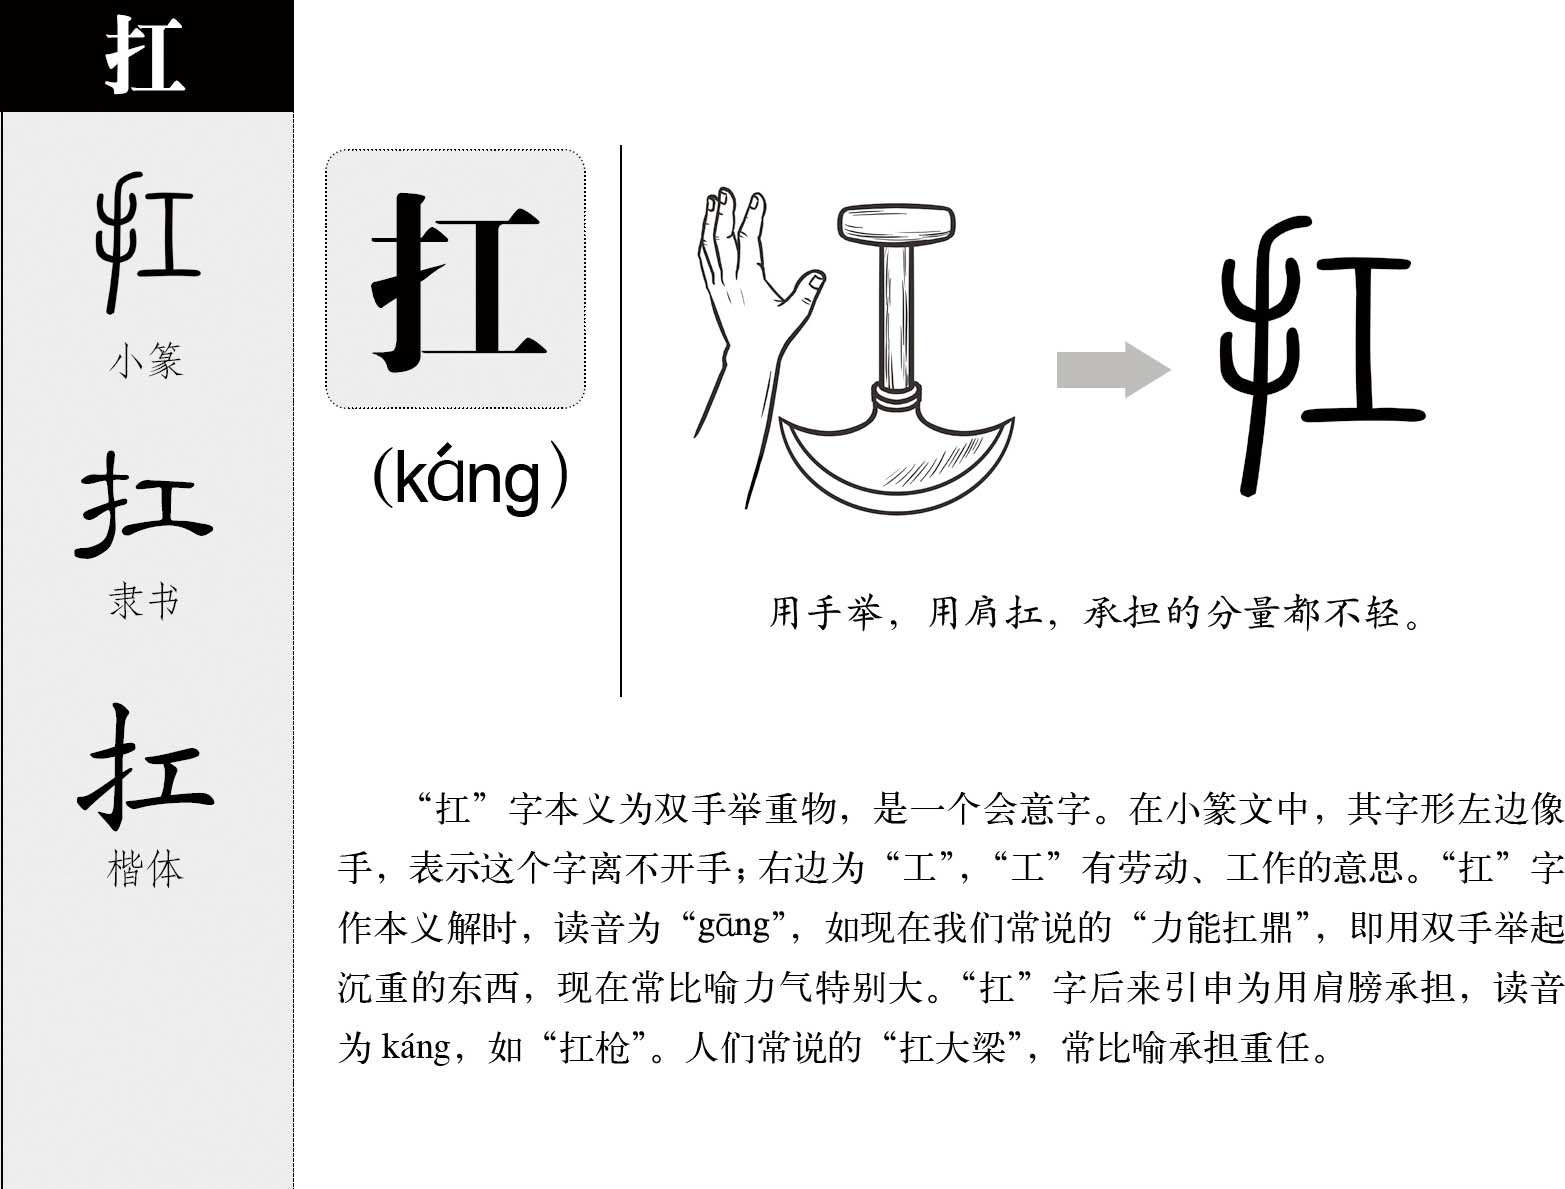 扛
扛
小篆
扛
隶书
扛
楷体
扛
（káng）
扛
用手举，用肩扛，承担的分量都不轻。
“扛”字本义为双手举重物，是一个会意字。在小篆文中，其字形左边像
手，表示这个字离不开手；右边为“工”，“工”有劳动、工作的意思。“扛”字
作本义解时，读音为“gāng”，如现在我们常说的“力能扛鼎”，即用双手举起
沉重的东西，现在常比喻力气特别大。“扛”字后来引申为用肩膀承担，读音
为 káng，如“扛枪”。人们常说的“扛大梁”，常比喻承担重任。